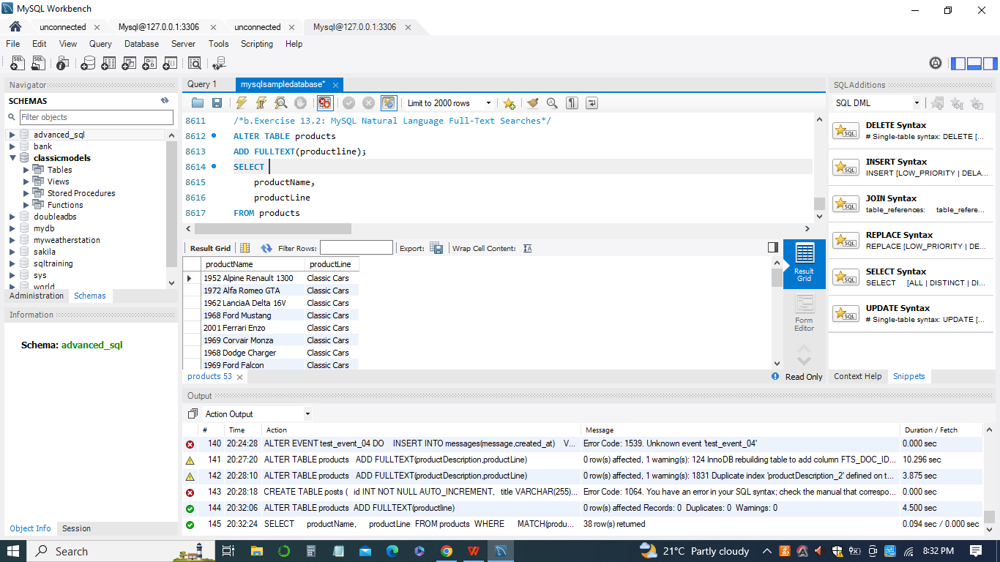 MySQL Workbench
unconnected
Mysql@127.0.0.1:3306
unconnected
Mysql@127.0.0.1:3306
File Edit View Query Database Server Tools Scripting Help
Navigator
SCHEMAS
Filter objects
advanced_sql
bank
classicmodels
Tables
Views
Stored Procedures
Functions
doubleadbs
mydb
myweatherstation
sakila
sqltraining
sys
world
Administration Schemas
Information
Schema: advanced_sql
Object Info Session
Query 1 mysqlsampledatabase*
Limit to 2000 rows
8611 /*b.Exercise 13.2: MySQL Natural Language Full-Text Searches*/
8612 ALTER TABLE products
8613 ADD FULLTEXT(productline);
8614 SELECT
8615 productName,
8616 productLine
8617 FROM products
Result Grid Filter Rows: Export: Wrap Cell Content:
productName productLine
1952 Alpine Renault 1300 Classic Cars
1972 Alfa Romeo GTA Classic Cars
1962 LanciaA Delta 16V Classic Cars
1968 Ford Mustang Classic Cars
2001 Ferrari Enzo Classic Cars
1969 Corvair Monza Classic Cars
1968 Dodge Charger Classic Cars
1969 Ford Falcon Classic Cars
Result
Grid
Form
Editor
products 53
Read Only
SQLAdditions
SQL DML
DELETE Syntax
# Single-table syntax: DELETE [...
INSERT Syntax
INSERT [LOW_PRIORITY | DELA...
JOIN Syntax
table_references: table_refere...
REPLACE Syntax
REPLACE [LOW_PRIORITY | DE...
SELECT Syntax
SELECT [ALL | DISTINCT | DI...
UPDATE Syntax
# Single-table syntax: UPDATE [...
Context Help Snippets
Output
Action Output
# Time Action Message Duration / Fetch
140 20:24:28 ALTER EVENT test_event_04 DO INSERT INTO messages(message,created_at) V... Error Code: 1539. Unknown event 'test_event_04' 0.000 sec
141 20:27:20 ALTER TABLE products ADD FULLTEXT(productDescription,productLine) 0 row(s) affected, 1 warning(s): 124 InnoDB rebuilding table to add column FTS_DOC_ID... 10.296 sec
142 20:28:10 ALTER TABLE products ADD FULLTEXT(productDescription,productLine) 0 row(s) affected, 1 warning(s): 1831 Duplicate index 'productDescription_2' defined on t... 3.875 sec
143 20:28:18 CREATE TABLE posts ( id INT NOT NULL AUTO_INCREMENT, title VARCHAR(255)... Error Code: 1064. You have an error in your SQL syntax; check the manual that correspo... 0.000 sec
144 20:32:06 ALTER TABLE products ADD FULLTEXT(productline) 0 row(s) affected Records: 0 Duplicates: 0 Warnings: 0 4.500 sec
145 20:32:24 SELECT productName, productLine FROM products WHERE MATCH(produ... 38 row(s) returned 0.094 sec / 0.000 sec
Search
21°C Partly cloudy
8:32 PM